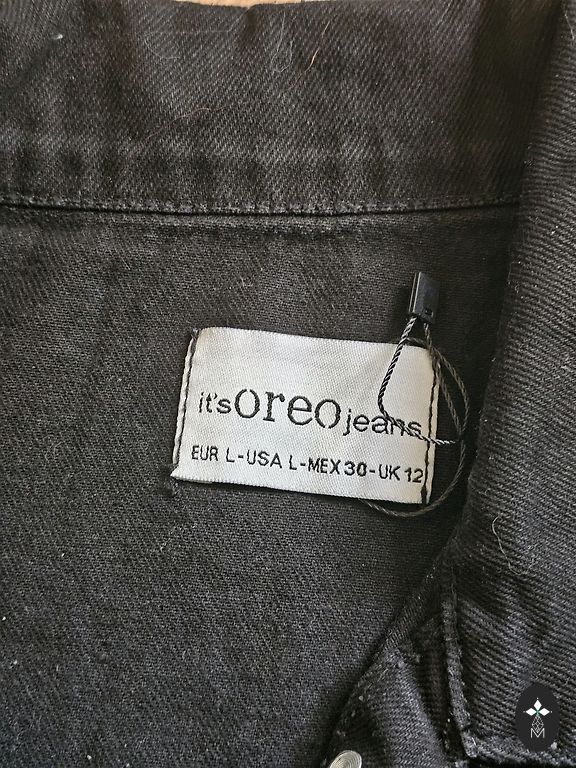 it's oreo jeans
EUR L-USA L-MEX 30-UK 12
M